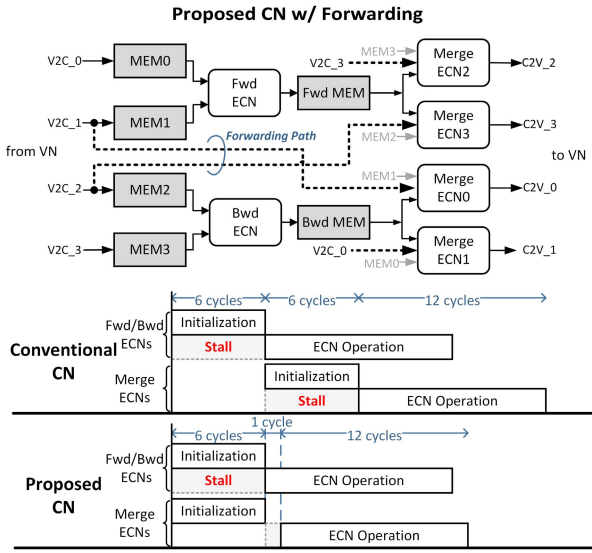 Proposed CN w/ Forwarding
V2C_0
MEM0
Fwd
ECN
V2C_3
MEM3
Fwd MEM
Merge
ECN2
C2V_2
V2C_1
MEM1
Forwarding Path
MEM2
Merge
ECN3
C2V_3
from VN
to VN
V2C_2
MEM2
Bwd
ECN
MEM1
Bwd MEM
Merge
ECN0
C2V_0
V2C_3
MEM3
V2C_0
MEM0
Merge
ECN1
C2V_1
6 cycles
6 cycles
12 cycles
Conventional
CN
Fwd/Bwd
ECNs
Initialization
Stall
ECN Operation
Merge
ECNs
Initialization
Stall
ECN Operation
1 cycle
6 cycles
12 cycles
Proposed
CN
Fwd/Bwd
ECNs
Initialization
Stall
ECN Operation
Merge
ECNs
Initialization
ECN Operation